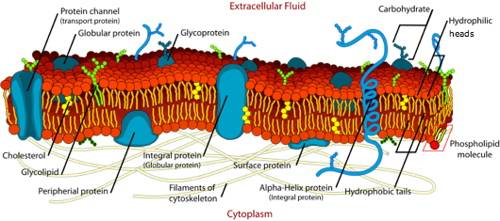 Extracellular Fluid
Protein channel
(transport protein)
Globular protein
Glycoprotein
Carbohydrate
Hydrophilic
heads
Phospholipid
molecule
Cholesterol
Glycolipid
Peripherial protein
Integral protein
(Globular protein)
Filaments of
cytoskeleton
Surface protein
Alpha-Helix protein
(Integral protein)
Hydrophobic tails
Cytoplasm